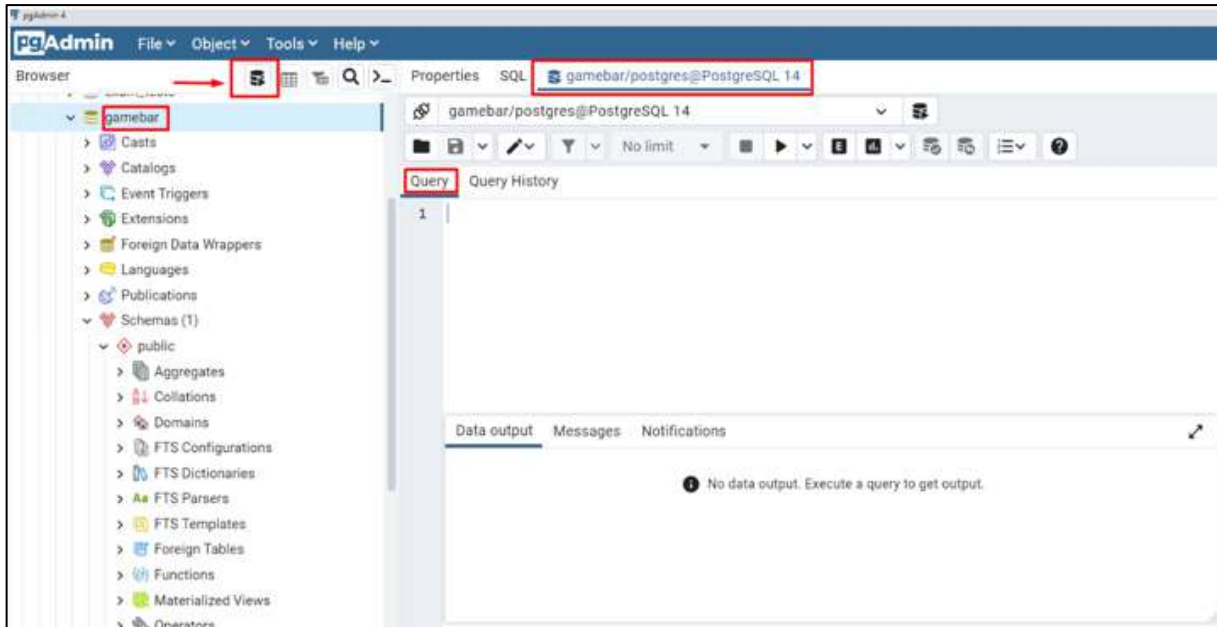 pgAdmin 4
pgAdmin File Object Tools Help
Browser
gamebar
Casts
Catalogs
Event Triggers
Extensions
Foreign Data Wrappers
Languages
Publications
Schemas (1)
public
Aggregates
Collations
Domains
FTS Configurations
FTS Dictionaries
Aa FTS Parsers
FTS Templates
Foreign Tables
Functions
Materialized Views
Operators
Properties SQL gamebar/postgres@PostgreSQL 14
gamebar/postgres@PostgreSQL 14
No limit E
Query Query History
1
Data output Messages Notifications
No data output. Execute a query to get output.